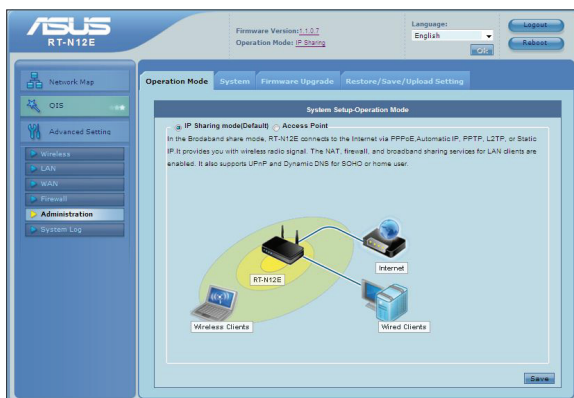 ASUS
RT-N12E
Firmware Version:1.1.0.7
Operation Mode: IP Sharing
Language:
English
OK
Logout
Reboot
Network Map
QIS
Advanced Setting
Wireless
LAN
WAN
Firewall
Administration
System Log
Operation Mode System Firmware Upgrade Restore/Save/Upload Setting
System Setup-Operation Mode
IP Sharing mode(Default) Access Point
In the Brodaband share mode, RT-N12E connects to the Internet via PPPoE,Automatic IP, PPTP, L2TP, or Static
IP.It provides you with wireless radio signal. The NAT, firewall, and broadband sharing services for LAN clients are
enabled. It also supports UPnP and Dynamic DNS for SOHO or home user.
Internet
RT-N12E
Wireless Clients
Wired Clients
Save